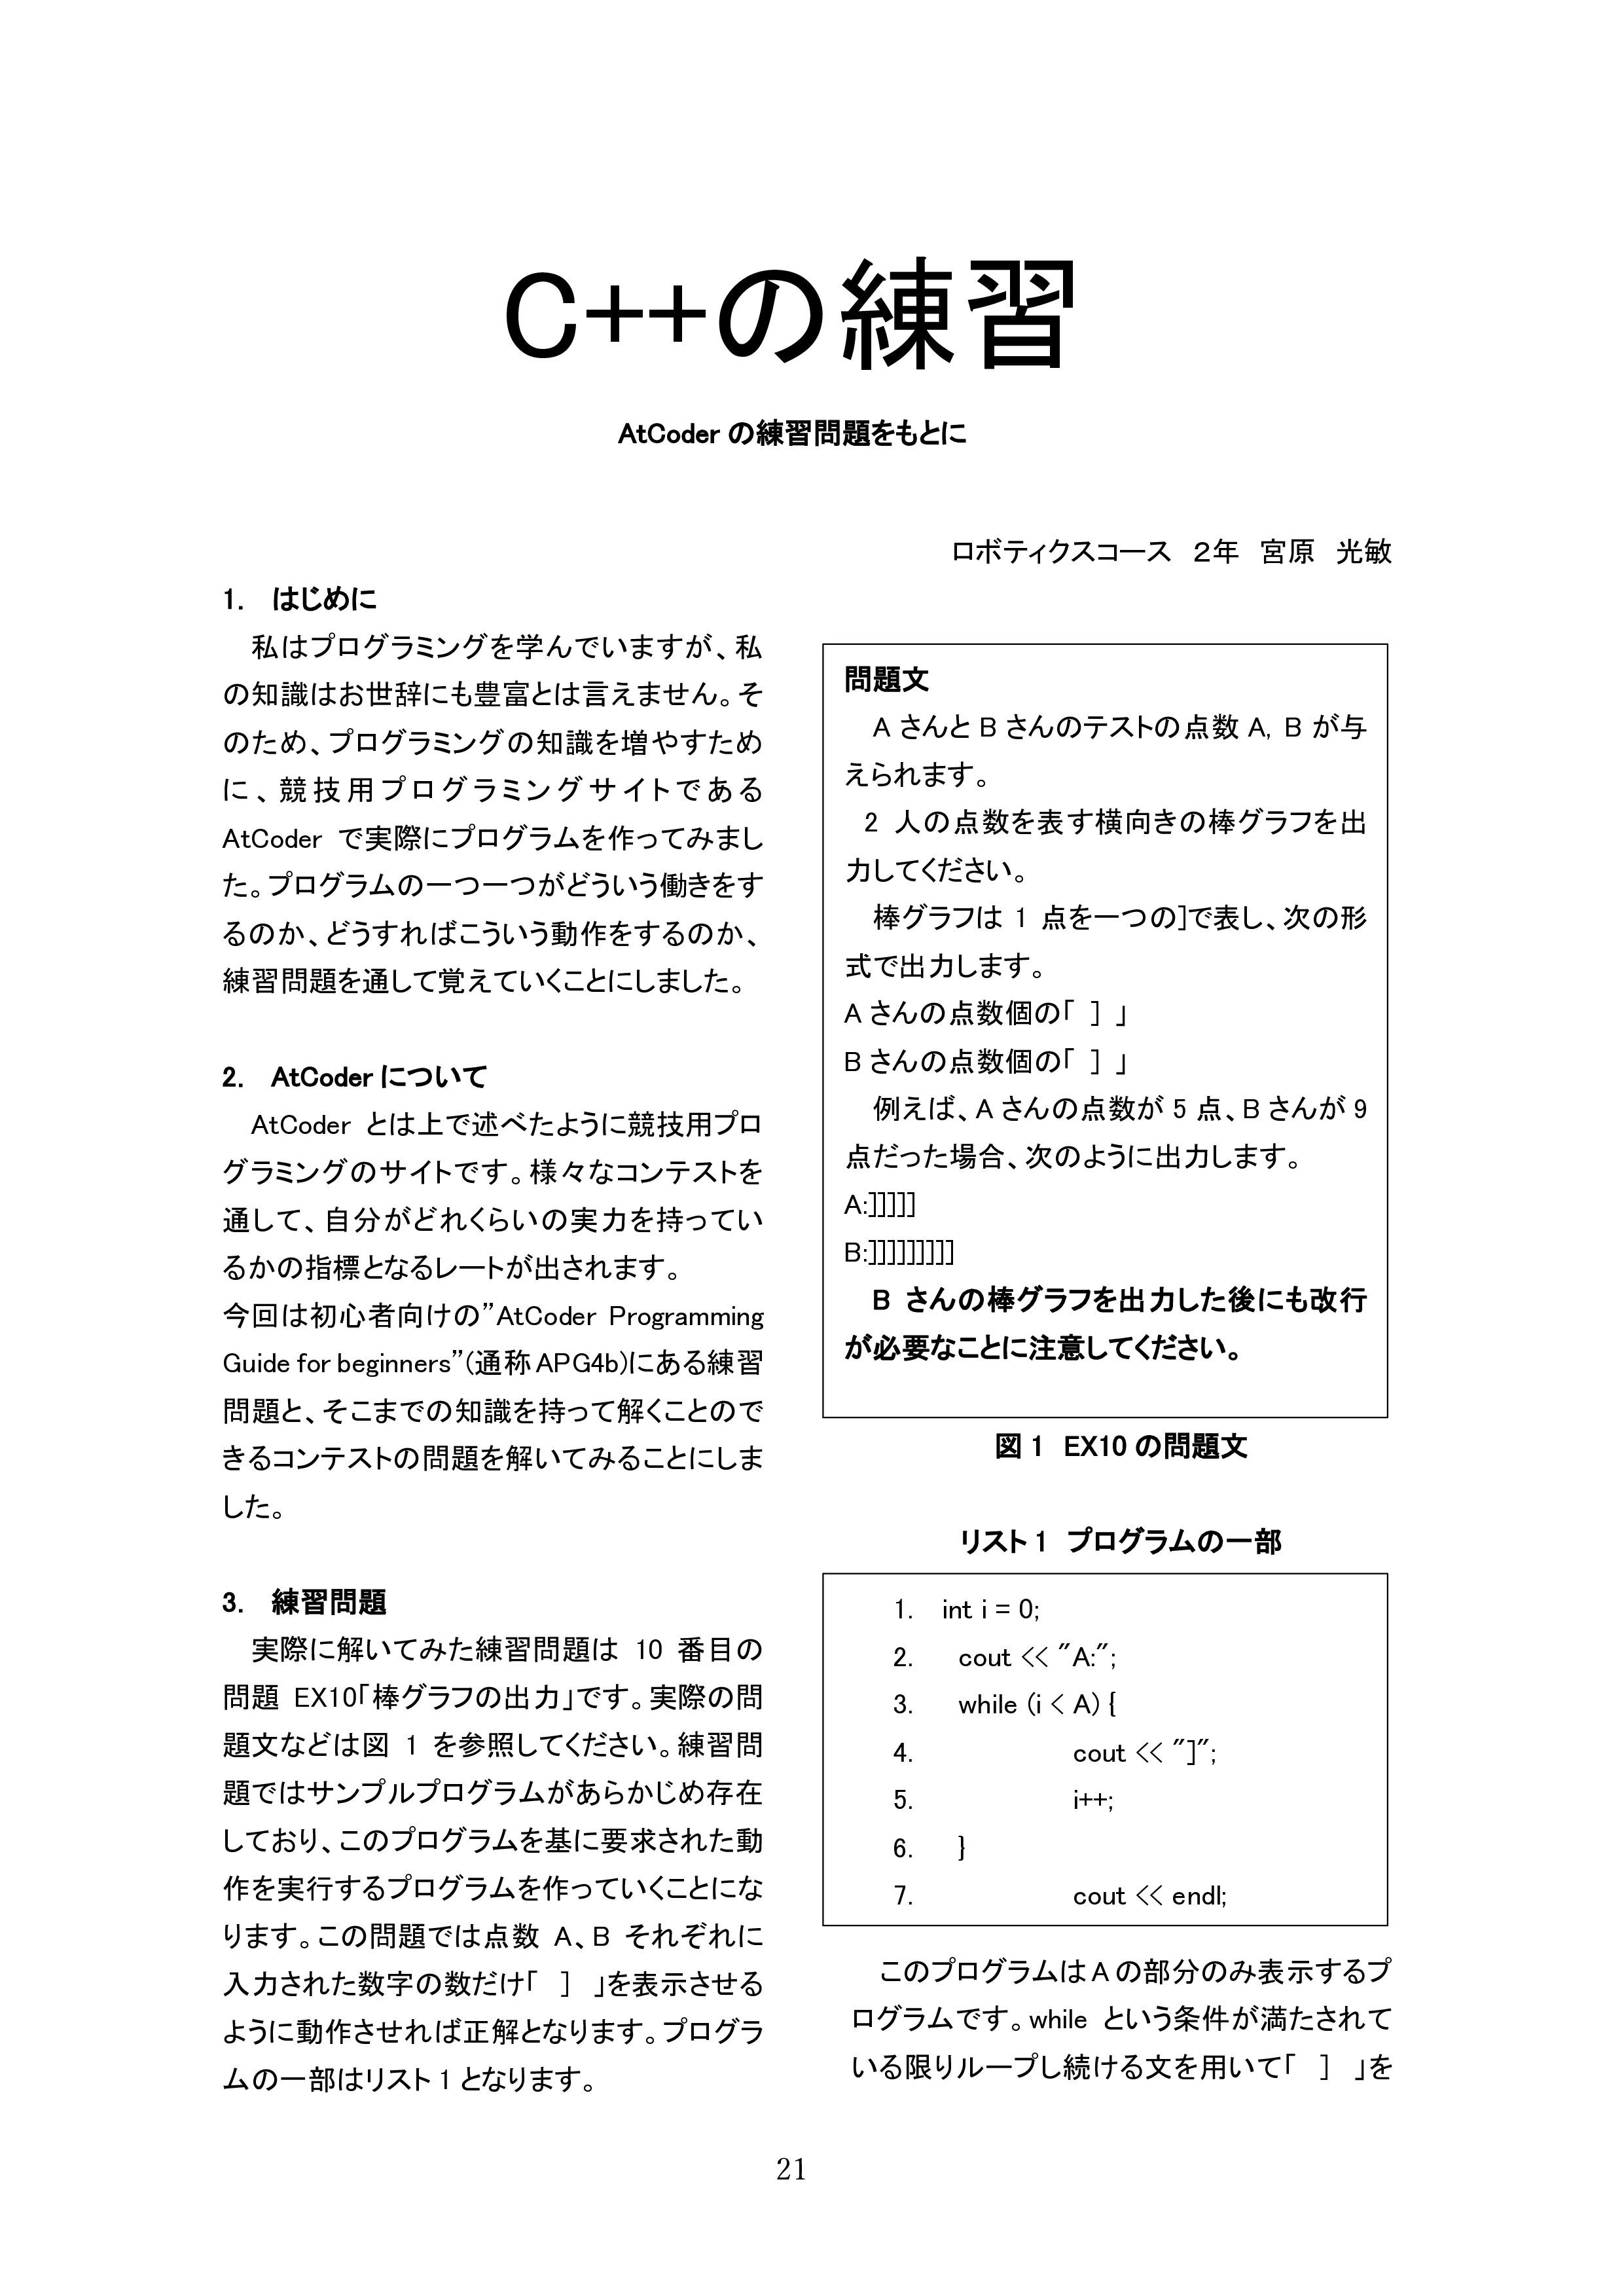 C++の練習
AtCoder の練習問題をもとに
ロボティクスコース 2年 宮原 光敏
1. はじめに
私はプログラミングを学んでいますが、私
の知識はお世辞にも豊富とは言えません。そ
のため、プログラミングの知識を増やすため
に、競技用プログラミングサイトである
AtCoder で実際にプログラムを作ってみまし
た。プログラムの一つ一つがどういう働きをす
るのか、どうすればこういう動作をするのか、
練習問題を通して覚えていくことにしました。
2. AtCoder について
AtCoder とは上で述べたように競技用プロ
グラミングのサイトです。様々なコンテストを
通して、自分がどれくらいの実力を持ってい
るかの指標となるレートが出されます。
今回は初心者向けの”AtCoder Programming
Guide for beginners”(通称 APG4b)にある練習
問題と、そこまでの知識を持って解くことので
きるコンテストの問題を解いてみることにしま
した。
3. 練習問題
実際に解いてみた練習問題は 10 番目の
問題 EX10「棒グラフの出力」です。実際の問
題文などは図 1 を参照してください。練習問
題ではサンプルプログラムがあらかじめ存在
しており、このプログラムを基に要求された動
作を実行するプログラムを作っていくことにな
ります。この問題では点数 A、B それぞれに
入力された数字の数だけ「 ] 」を表示させる
ように動作させれば正解となります。プログラ
ムの一部はリスト 1 となります。
問題文
A さんと B さんのテストの点数 A, B が与
えられます。
2 人の点数を表す横向きの棒グラフを出
力してください。
棒グラフは 1 点を一つの]で表し、次の形
式で出力します。
A さんの点数個の「 ] 」
B さんの点数個の「 ] 」
例えば、A さんの点数が 5 点、B さんが 9
点だった場合、次のように出力します。
A:]]]]]
B:]]]]]]]]]
B さんの棒グラフを出力した後にも改行
が必要なことに注意してください。
図 1 EX10 の問題文
リスト 1 プログラムの一部
1. int i = 0;
2. cout << ”A:”;
3. while (i < A) {
4. cout << ”]”;
5. i++;
6. }
7. cout << endl;
このプログラムは A の部分のみ表示するプ
ログラムです。while という条件が満たされて
いる限りループし続ける文を用いて「 ] 」を
21